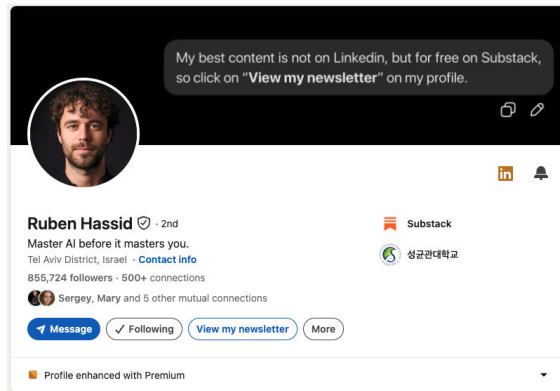 My best content is not on Linkedin, but for free on Substack,
so click on “View my newsletter” on my profile.
in
Ruben Hassid · 2nd
Master AI before it masters you.
Tel Aviv District, Israel · Contact info
855,724 followers · 500+ connections
Sergey, Mary and 5 other mutual connections
Message
Following
View my newsletter
More
Substack
성균관대학교
Profile enhanced with Premium